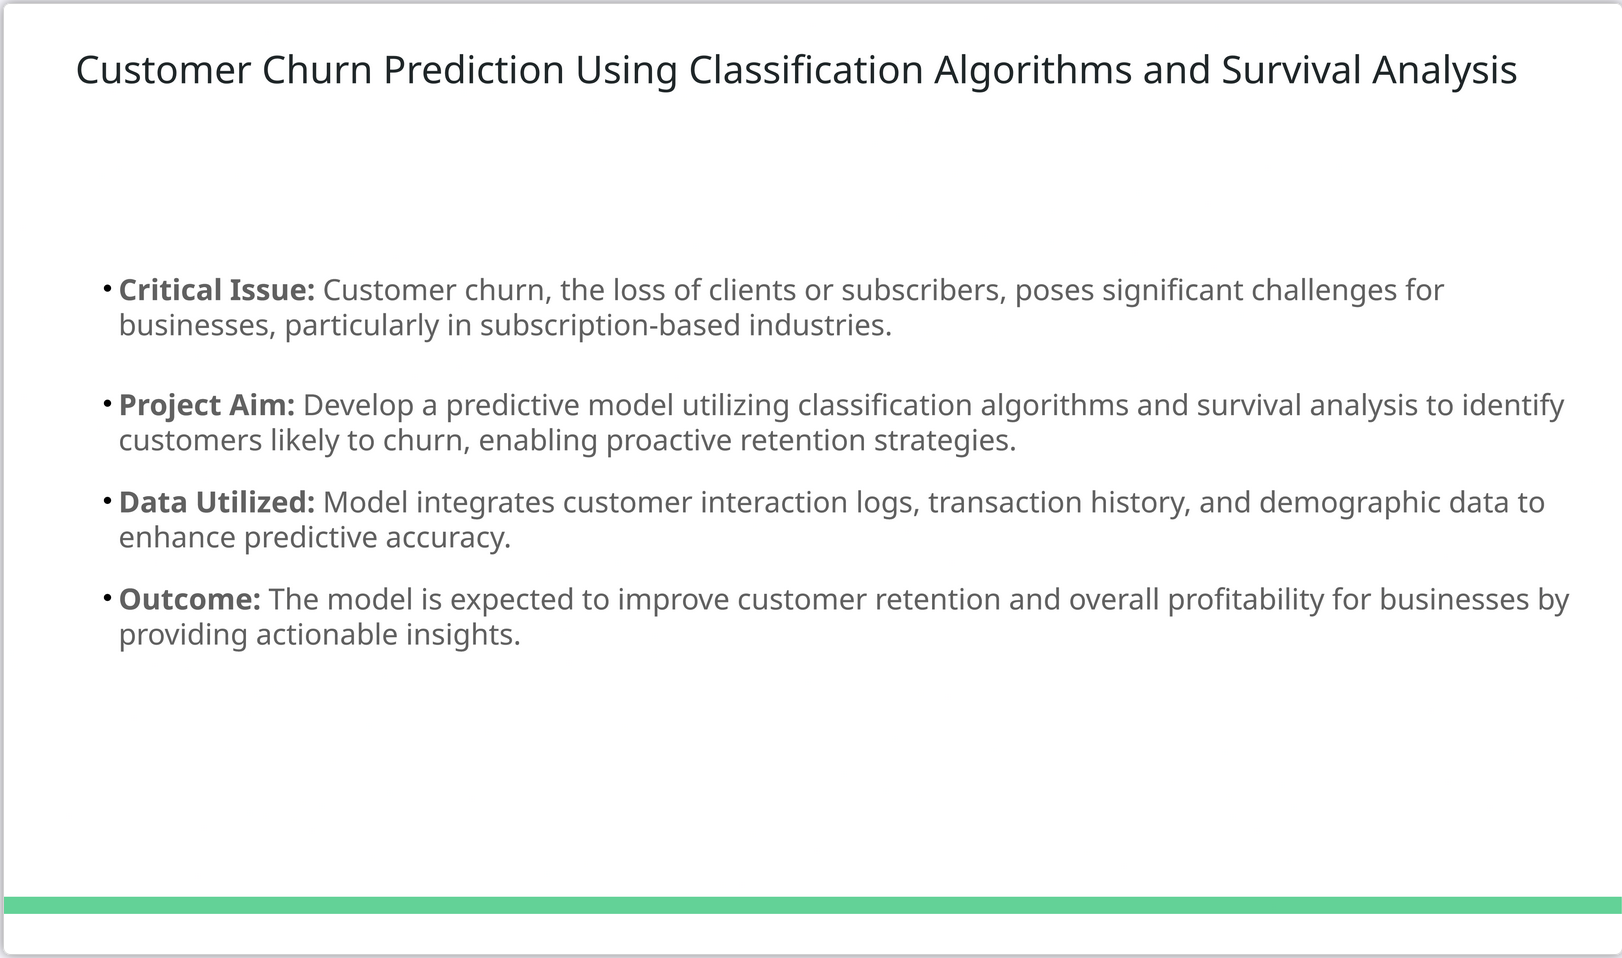 Customer Churn Prediction Using Classification Algorithms and Survival Analysis
• Critical Issue: Customer churn, the loss of clients or subscribers, poses significant challenges for
businesses, particularly in subscription-based industries.
• Project Aim: Develop a predictive model utilizing classification algorithms and survival analysis to identify
customers likely to churn, enabling proactive retention strategies.
• Data Utilized: Model integrates customer interaction logs, transaction history, and demographic data to
enhance predictive accuracy.
• Outcome: The model is expected to improve customer retention and overall profitability for businesses by
providing actionable insights.